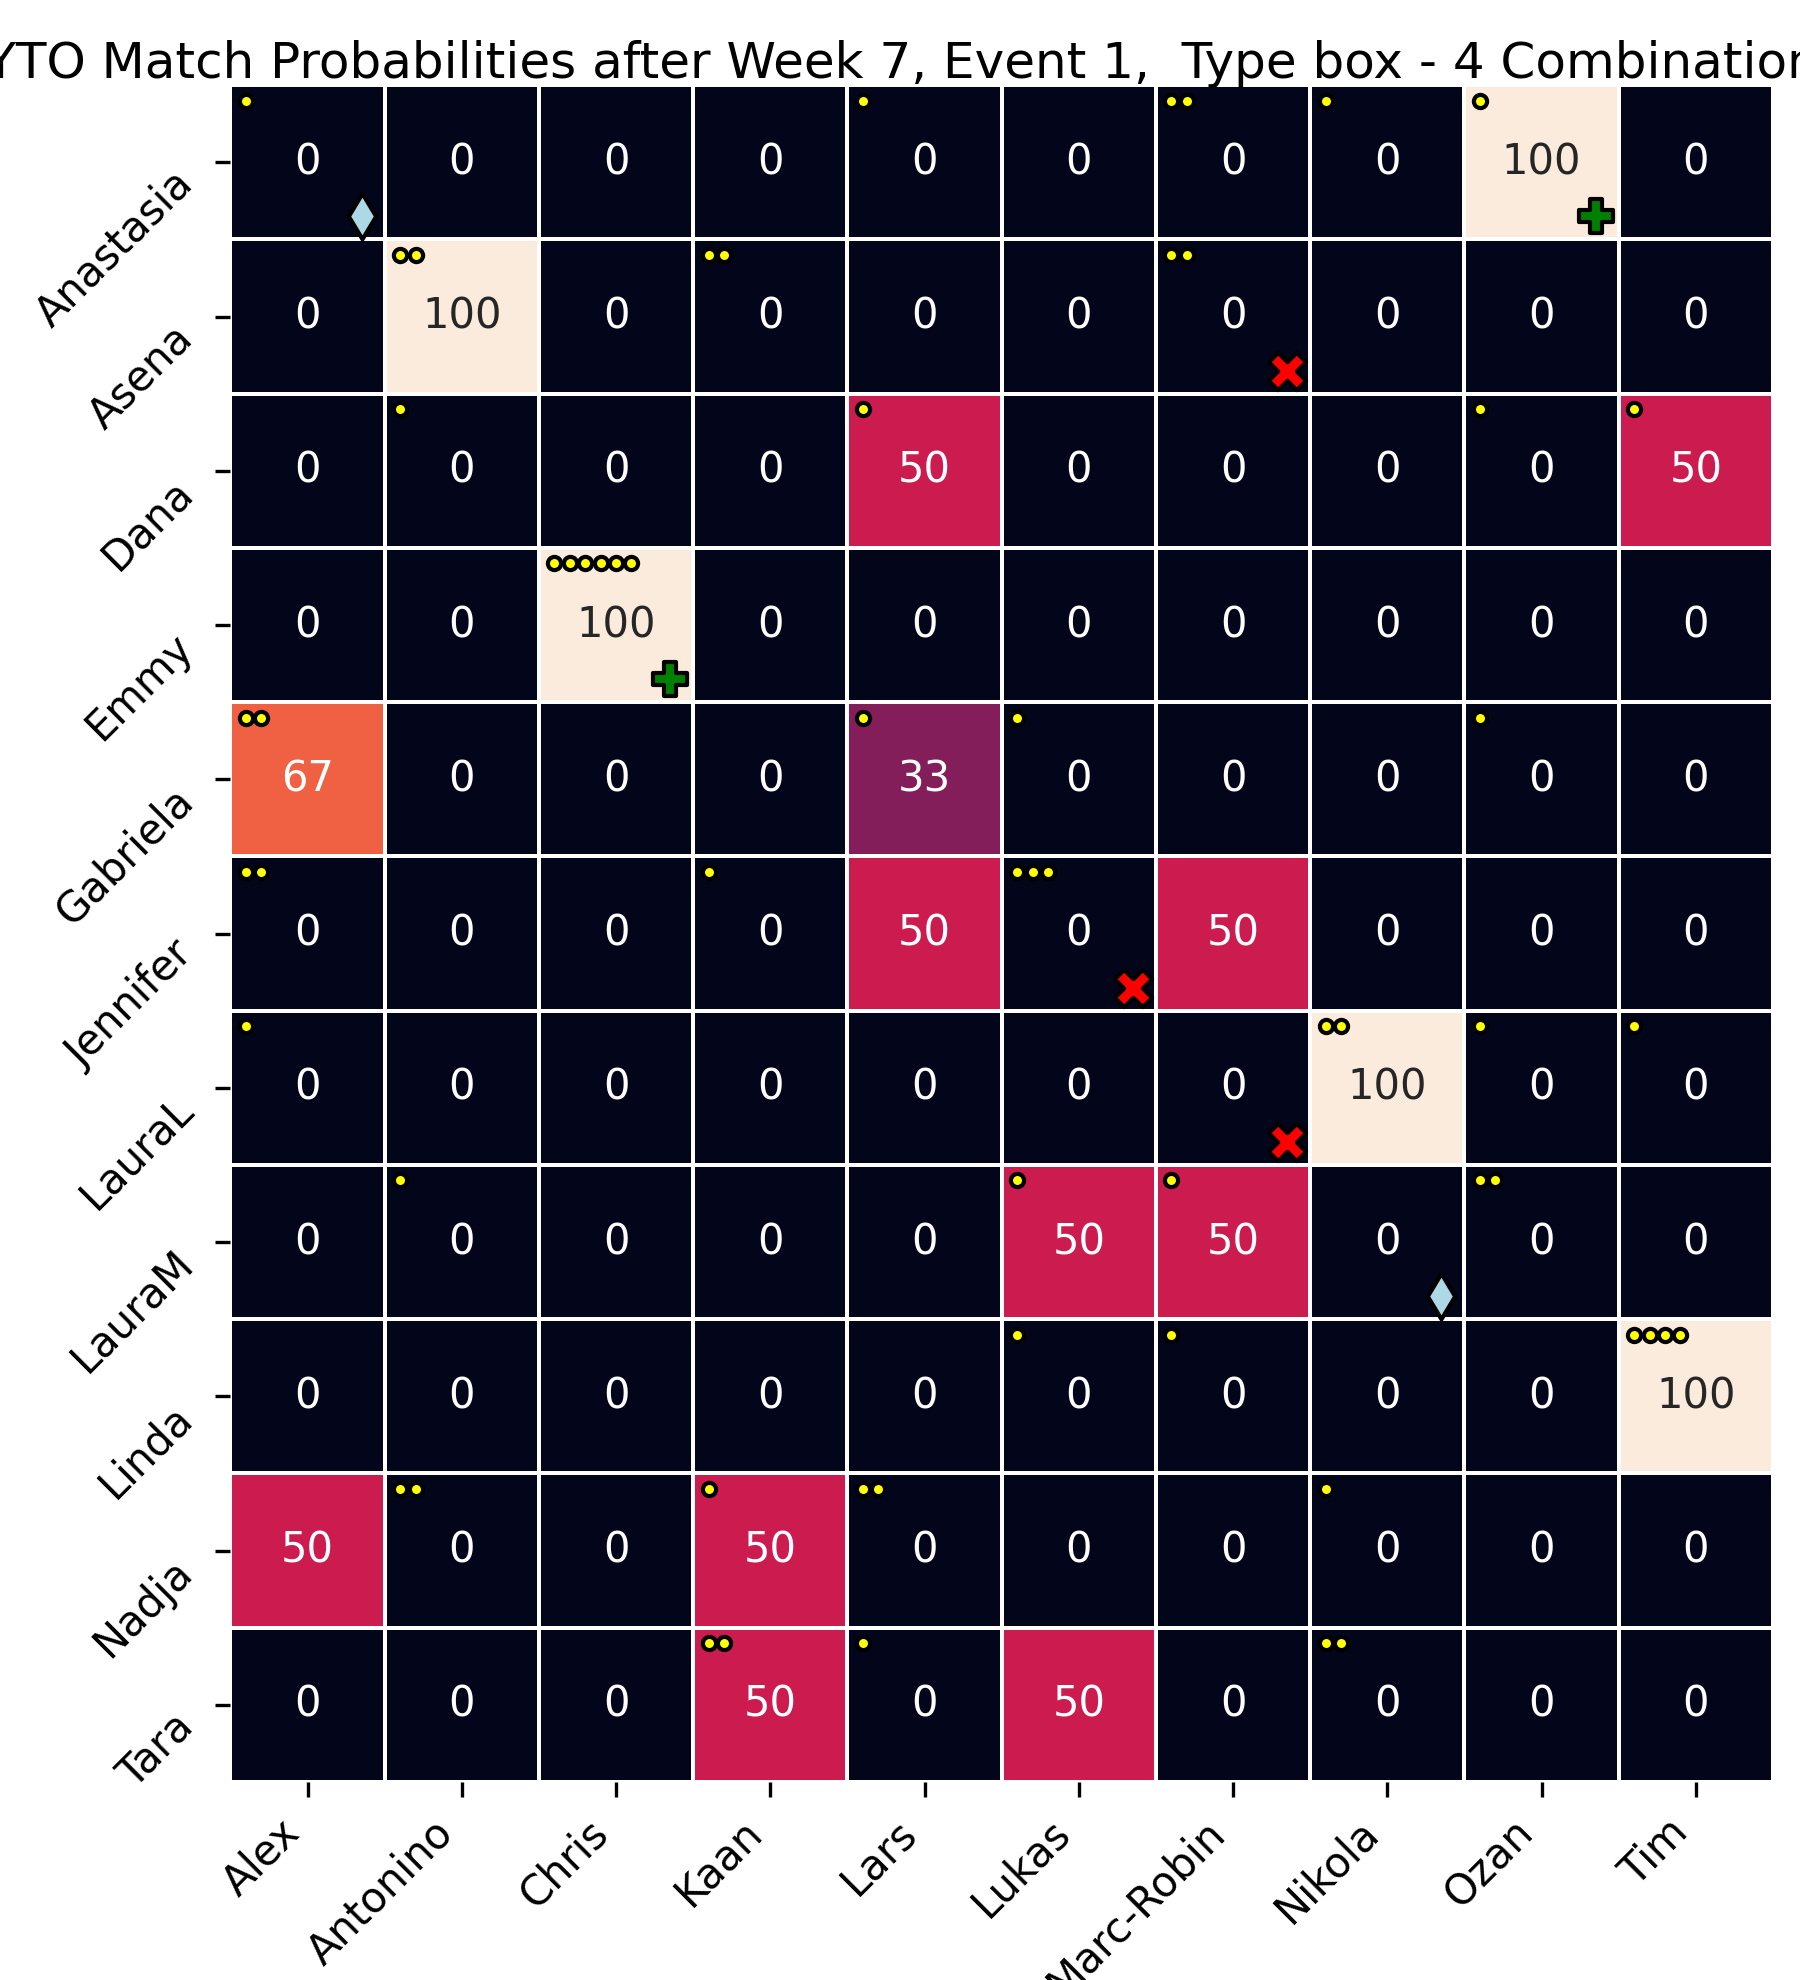 YTO Match Probabilities after Week 7, Event 1, Type box - 4 Combination
Anastasia 0 0 0 0 0 0 0 0 100 0
Asena 0 100 0 0 0 0 0 0 0 0
Dana 0 0 0 0 50 0 0 0 0 50
Emmy 0 0 100 0 0 0 0 0 0 0
Gabriela 67 0 0 0 33 0 0 0 0 0
Jennifer 0 0 0 0 50 0 50 0 0 0
LauraL 0 0 0 0 0 0 0 100 0 0
LauraM 0 0 0 0 0 50 50 0 0 0
Linda 0 0 0 0 0 0 0 0 0 100
Nadja 50 0 0 50 0 0 0 0 0 0
Tara 0 0 0 50 0 50 0 0 0 0
Alex Antonino Chris Kaan Lars Lukas Marc-Robin Nikola Ozan Tim